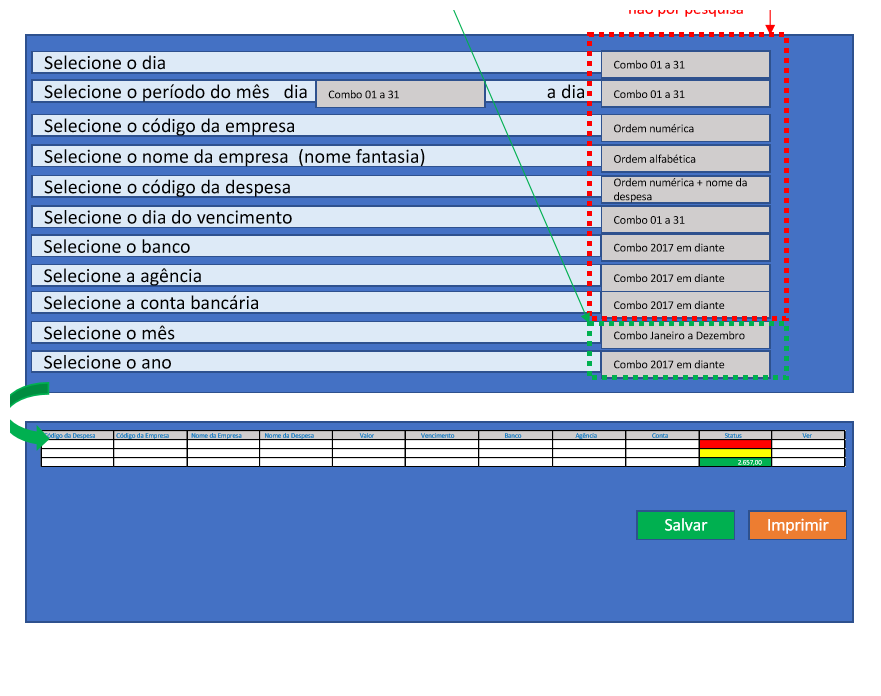 não por pesquisa
Selecione o dia
Combo 01 a 31
Selecione o período do mês dia
Combo 01 a 31
a dia
Combo 01 a 31
Selecione o código da empresa
Ordem numérica
Selecione o nome da empresa (nome fantasia)
Ordem alfabética
Selecione o código da despesa
Ordem numérica + nome da
despesa
Selecione o dia do vencimento
Combo 01 a 31
Selecione o banco
Combo 2017 em diante
Selecione a agência
Combo 2017 em diante
Selecione a conta bancária
Combo 2017 em diante
Selecione o mês
Combo Janeiro a Dezembro
Selecione o ano
Combo 2017 em diante
Código da Despesa Código da Empresa Nome da Empresa Nome da Despesa Valor Vencimento Banco Agência Conta Status Ver
2.657,00
Salvar Imprimir